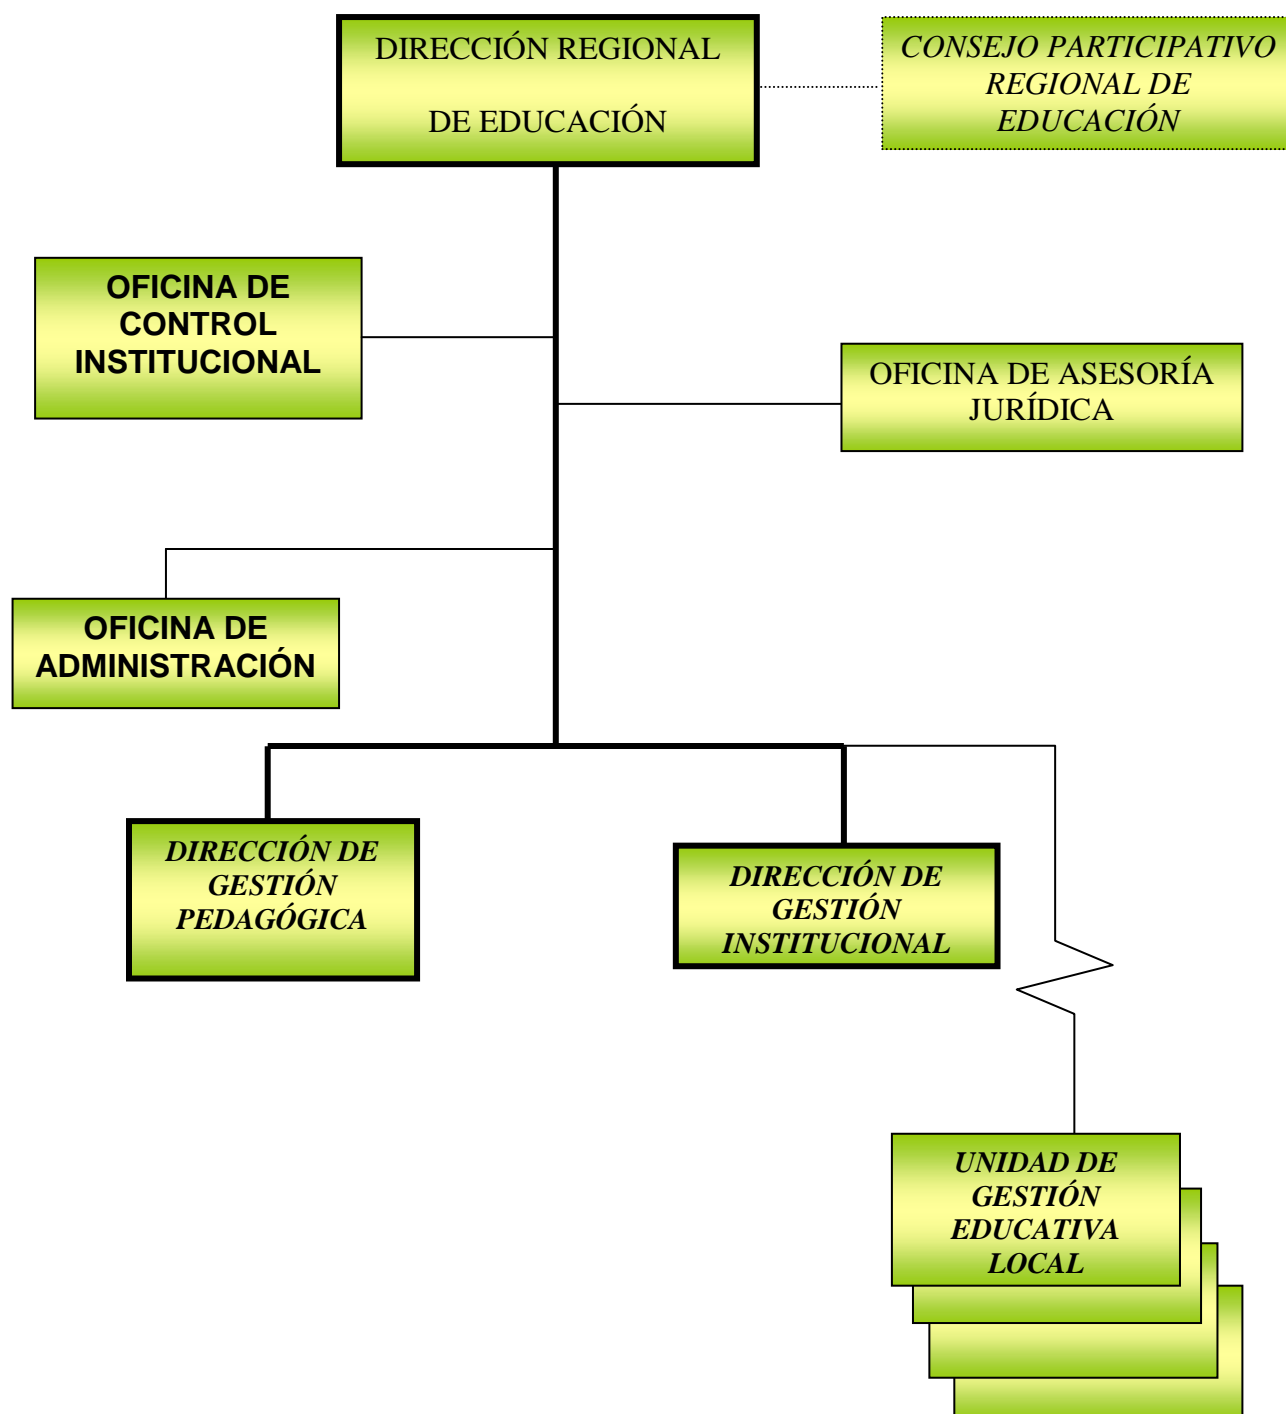 DIRECCIÓN REGIONAL
DE EDUCACIÓN
CONSEJO PARTICIPATIVO
REGIONAL DE
EDUCACIÓN
OFICINA DE
CONTROL
INSTITUCIONAL
OFICINA DE ASESORÍA
JURÍDICA
OFICINA DE
ADMINISTRACIÓN
DIRECCIÓN DE
GESTIÓN
PEDAGÓGICA
DIRECCIÓN DE
GESTIÓN
INSTITUCIONAL
UNIDAD DE
GESTIÓN
EDUCATIVA
LOCAL